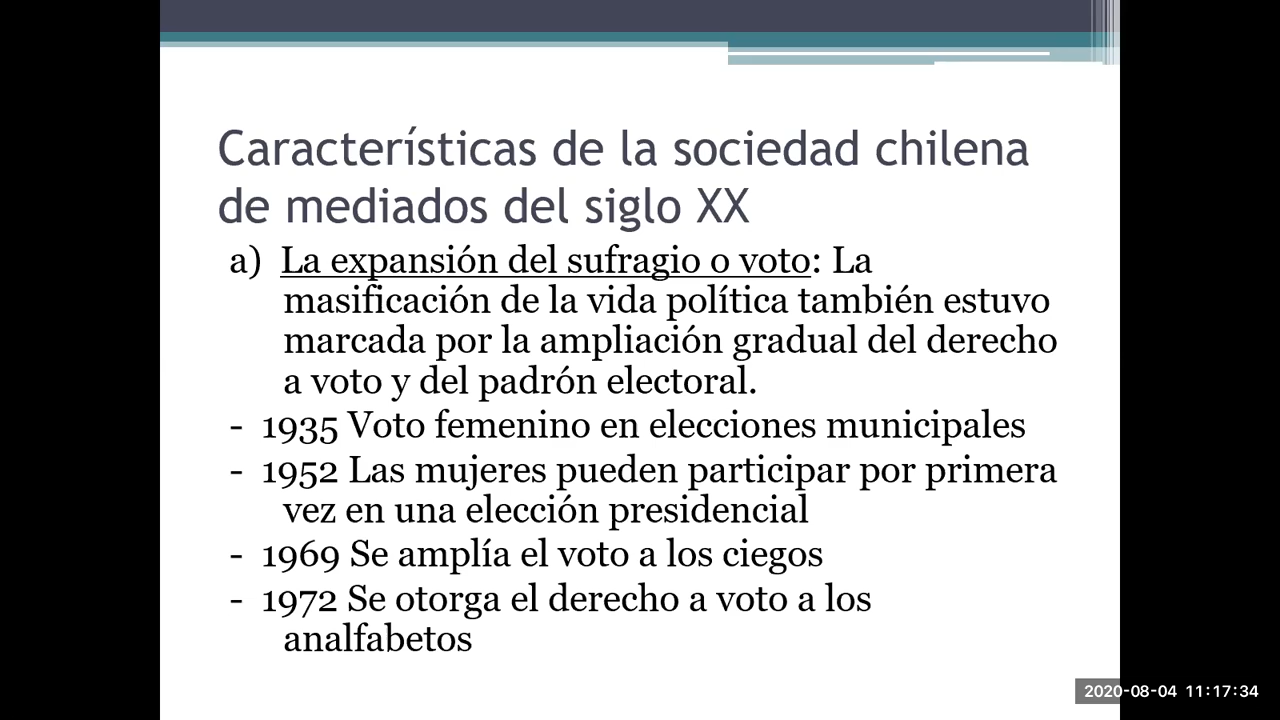 Características de la sociedad chilena
de mediados del siglo XX
a) La expansión del sufragio o voto: La
masificación de la vida política también estuvo
marcada por la ampliación gradual del derecho
a voto y del padrón electoral.
- 1935 Voto femenino en elecciones municipales
- 1952 Las mujeres pueden participar por primera
vez en una elección presidencial
- 1969 Se amplía el voto a los ciegos
- 1972 Se otorga el derecho a voto a los
analfabetos
2020-08-04 11:17:34